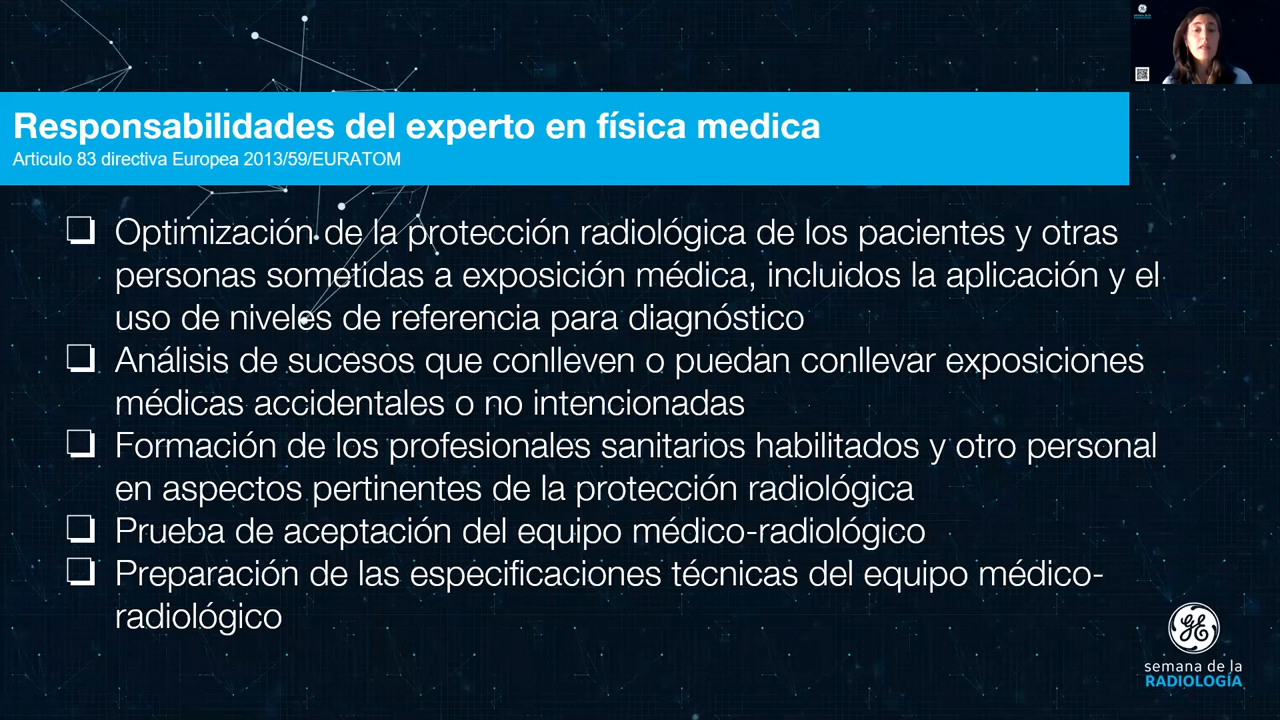 Responsabilidades del experto en física medica
Articulo 83 directiva Europea 2013/59/EURATOM
Optimización de la protección radiológica de los pacientes y otras
personas sometidas a exposición médica, incluidos la aplicación y el
uso de niveles de referencia para diagnóstico
Análisis de sucesos que conlleven o puedan conllevar exposiciones
médicas accidentales o no intencionadas
Formación de los profesionales sanitarios habilitados y otro personal
en aspectos pertinentes de la protección radiológica
Prueba de aceptación del equipo médico-radiológico
Preparación de las especificaciones técnicas del equipo médico-
radiológico
GE
semana de la
RADIOLOGÍA